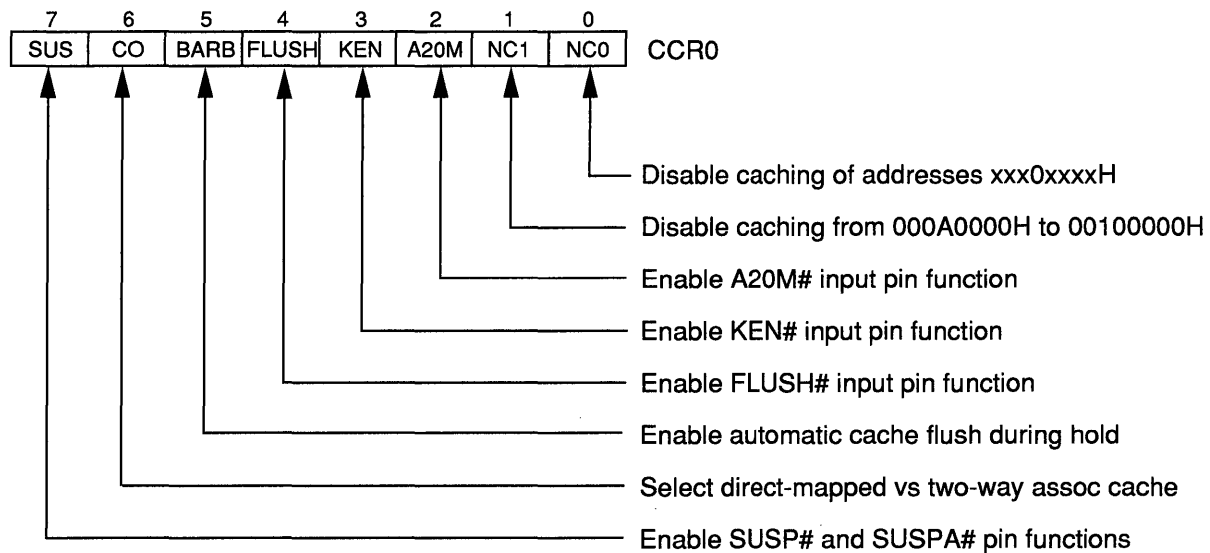 7 6 5 4 3 2 1 0
SUS CO BARB FLUSH KEN A20M NC1 NC0 CCR0
Disable caching of addresses xxx0xxxxH
Disable caching from 000A0000H to 00100000H
Enable A20M# input pin function
Enable KEN# input pin function
Enable FLUSH# input pin function
Enable automatic cache flush during hold
Select direct-mapped vs two-way assoc cache
Enable SUSP# and SUSPA# pin functions